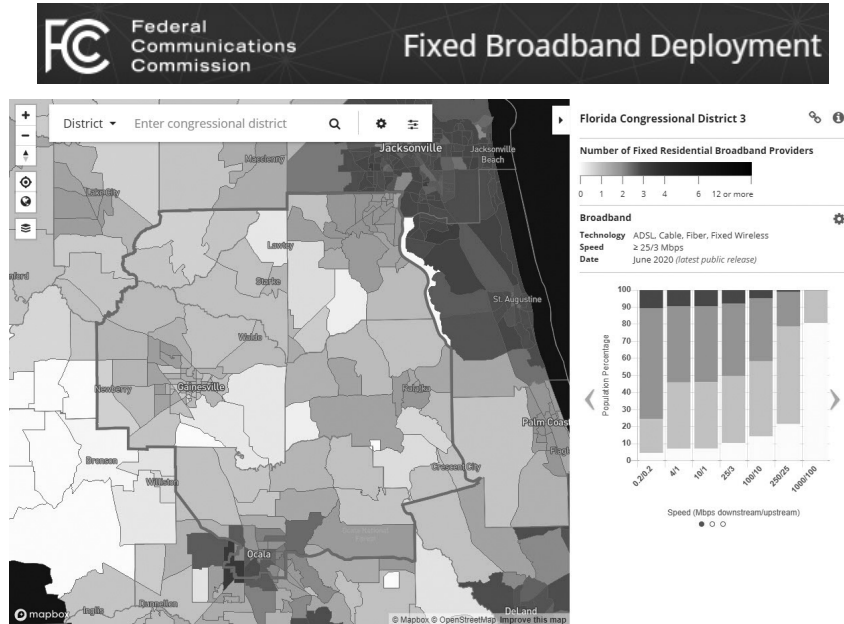 FCC
Federal
Communications
Commission
Fixed Broadband Deployment
District
Enter congressional district
Florida Congressional District 3
Number of Fixed Residential Broadband Providers
0 1 2 3 4 6 12 or more
Broadband
Technology ADSL, Cable, Fiber, Fixed Wireless
Speed ≥ 25/3 Mbps
Date June 2020 (latest public release)
Jacksonville
Jacksonville
Beach
Macclenny
Lake City
Lawtey
Starke
St. Augustine
Waldo
Newberry
Gainesville
Palatka
Palm Coast
Bronson
Crescent City
Williston
Ocala
Inglis
Dunnellon
DeLand
mapbox
© Mapbox © OpenStreetMap Improve this map
Population Percentage
100
90
80
70
60
50
40
30
20
10
0
0.2/0.2
4/1
10/1
25/3
100/10
250/25
1000/100
Speed (Mbps downstream/upstream)